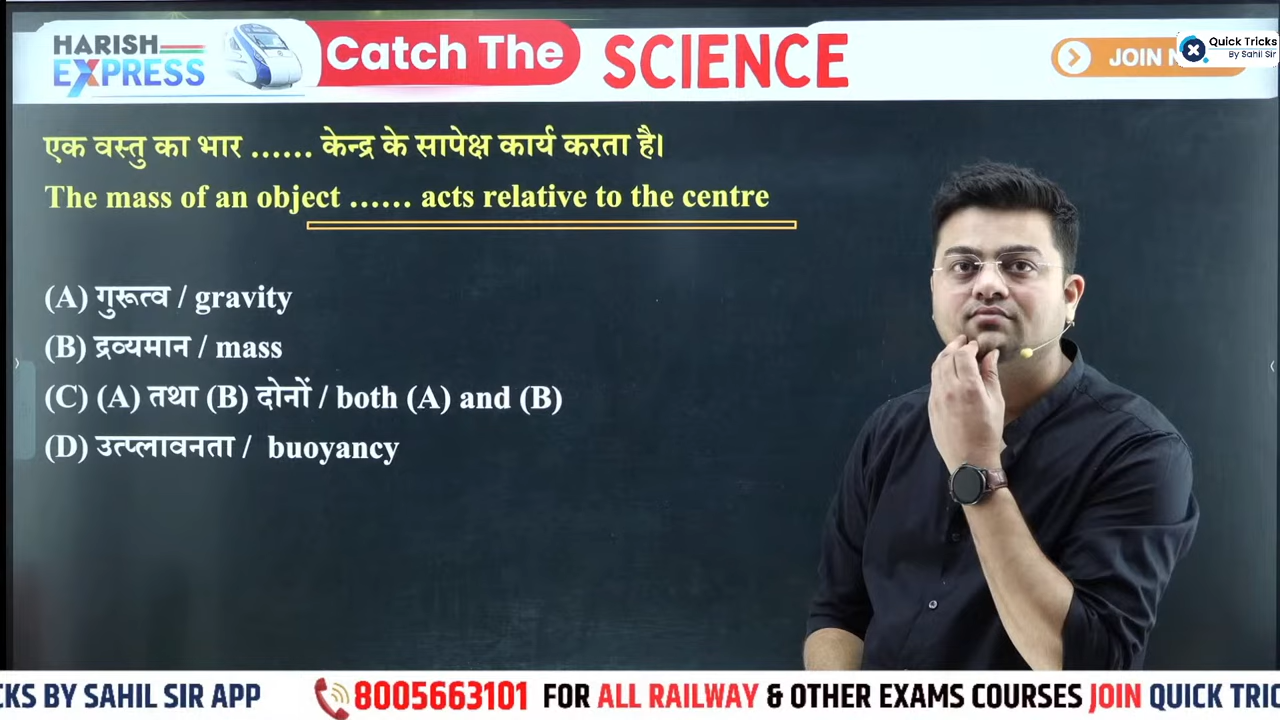 HARISH
EXPRESS
Catch The SCIENCE
JOIN
Quick Tricks
By Sahil Sir
एक वस्तु का भार ...... केन्द्र के सापेक्ष कार्य करता है।
The mass of an object ...... acts relative to the centre
(A) गुरूत्व / gravity
(B) द्रव्यमान / mass
(C) (A) तथा (B) दोनों / both (A) and (B)
(D) उत्प्लावनता / buoyancy
BY SAHIL SIR APP 8005663101 FOR ALL RAILWAY & OTHER EXAMS COURSES JOIN QUICK